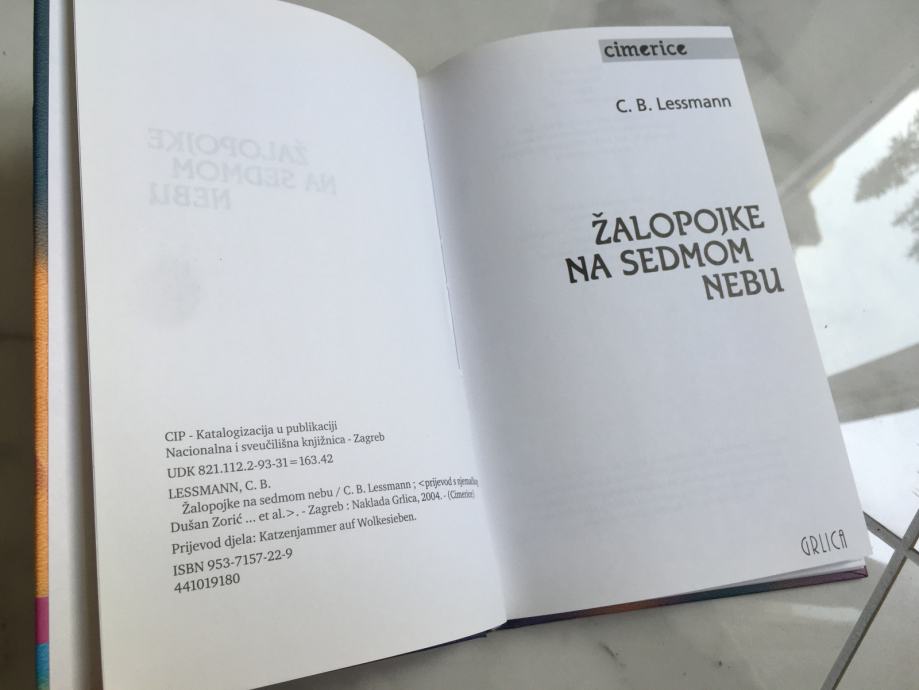 CIP - Katalogizacija u publikaciji
Nacionalna i sveučilišna knjižnica - Zagreb
UDK 821.112.2-93-31=163.42
LESSMANN, C. B.
Žalopojke na sedmom nebu / C. B. Lessmann ; <prijevod s
Dušan Zorić ... et al.>. - Zagreb : Naklada Grlica, 2004. - (Cimerice)
Prijevod djela: Katzenjammer auf Wolkesieben.
ISBN 953-7157-22-9
441019180
cimerice
C. B. Lessmann
ŽALOPOJKE
NA SEDMOM
NEBU
GRLICA